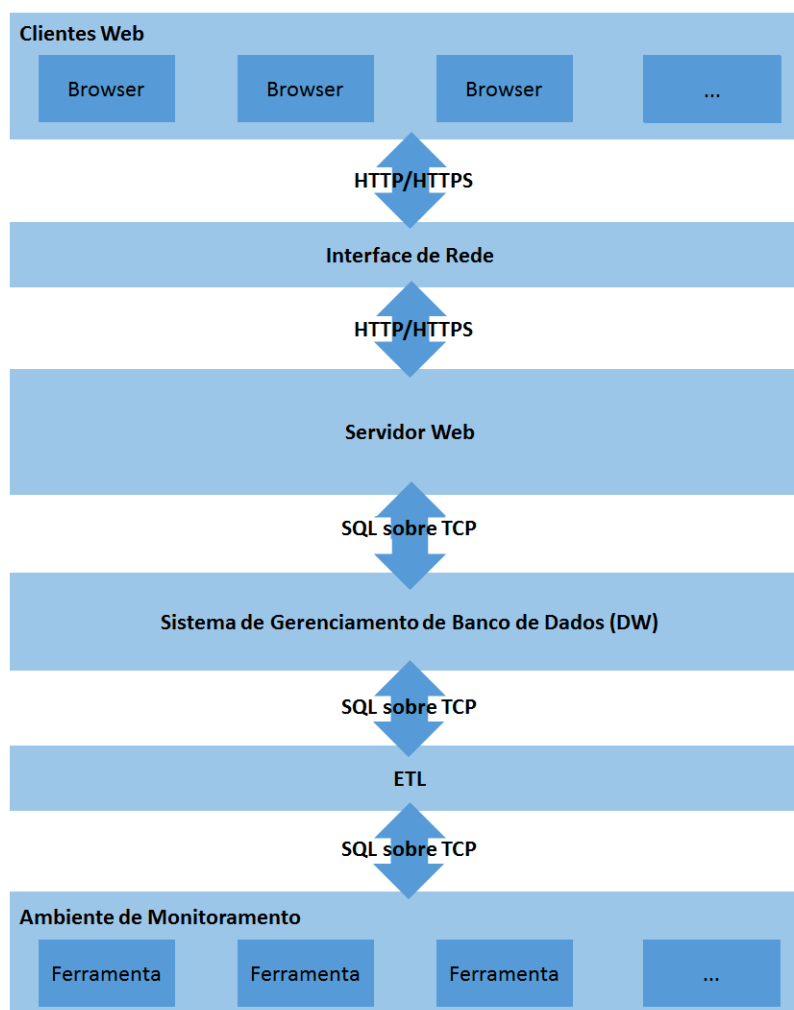 Clientes Web
Browser
Browser
Browser
...
HTTP/HTTPS
Interface de Rede
HTTP/HTTPS
Servidor Web
SQL sobre TCP
Sistema de Gerenciamento de Banco de Dados (DW)
SQL sobre TCP
ETL
SQL sobre TCP
Ambiente de Monitoramento
Ferramenta
Ferramenta
Ferramenta
...